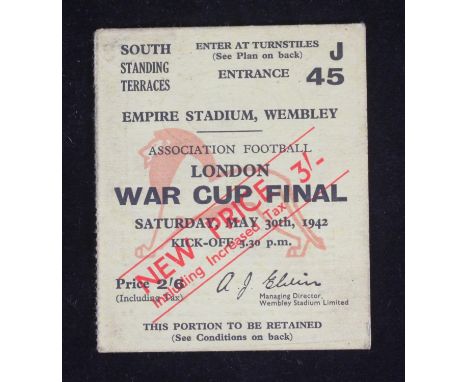 SOUTH
STANDING
TERRACES
ENTER AT TURNSTILES
(See Plan on back)
J
ENTRANCE
45
EMPIRE STADIUM, WEMBLEY
ASSOCIATION FOOTBALL
LONDON
WAR CUP FINAL
SATURDAY, MAY 30th, 1942
KICK-OFF 3.30 p.m.
NEW PRICE 3/-
Including Increased Tax
Price 2/6
(Including Tax)
A. J. Elvin
Managing Director,
Wembley Stadium Limited
THIS PORTION TO BE RETAINED
(See Conditions on back)